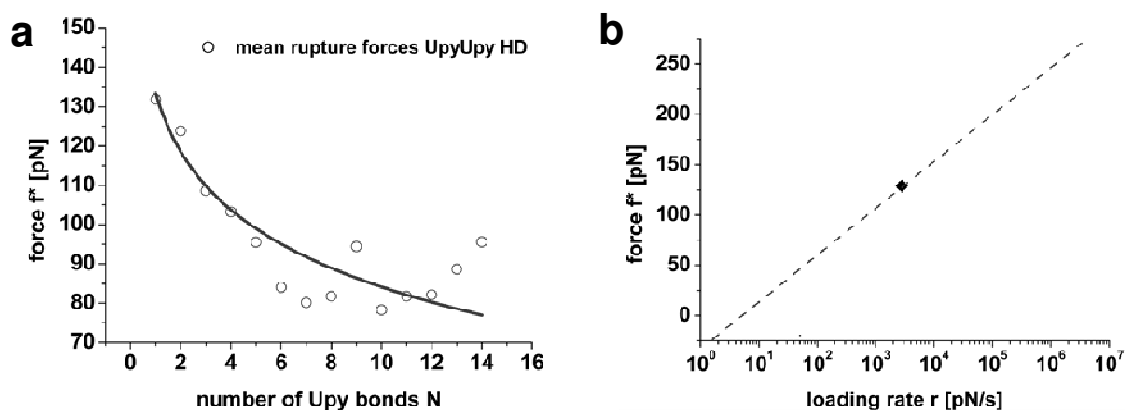 a
150
140
130
120
110
100
90
80
70
force f* [pN]
○ mean rupture forces UpyUpy HD
0 2 4 6 8 10 12 14 16
number of Upy bonds N
b
250
200
150
100
50
0
force f* [pN]
10⁰ 10¹ 10² 10³ 10⁴ 10⁵ 10⁶ 10⁷
loading rate r [pN/s]